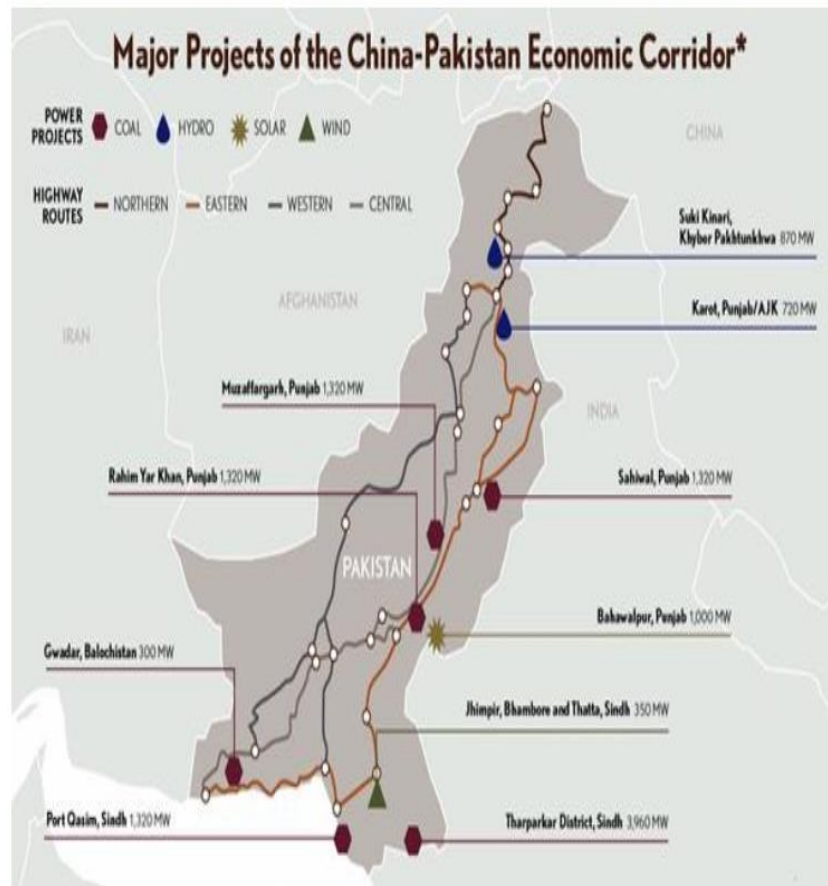 Major Projects of the China-Pakistan Economic Corridor*
POWER PROJECTS
COAL
HYDRO
SOLAR
WIND
HIGHWAY ROUTES
NORTHERN
EASTERN
WESTERN
CENTRAL
CHINA
Suki Kinari,
Khyber Pakhtunkhwa 870 MW
AFGHANISTAN
Karot, Punjab/AJK 720 MW
IRAN
Muzaffargarh, Punjab 1,320 MW
INDIA
Rahim Yar Khan, Punjab 1,320 MW
Sahiwal, Punjab 1,320 MW
PAKISTAN
Bahawalpur, Punjab 1,000 MW
Gwadar, Balochistan 300 MW
Jhimpir, Bhambore and Thatta, Sindh 350 MW
Port Qasim, Sindh 1,320 MW
Tharparkar District, Sindh 3,960 MW